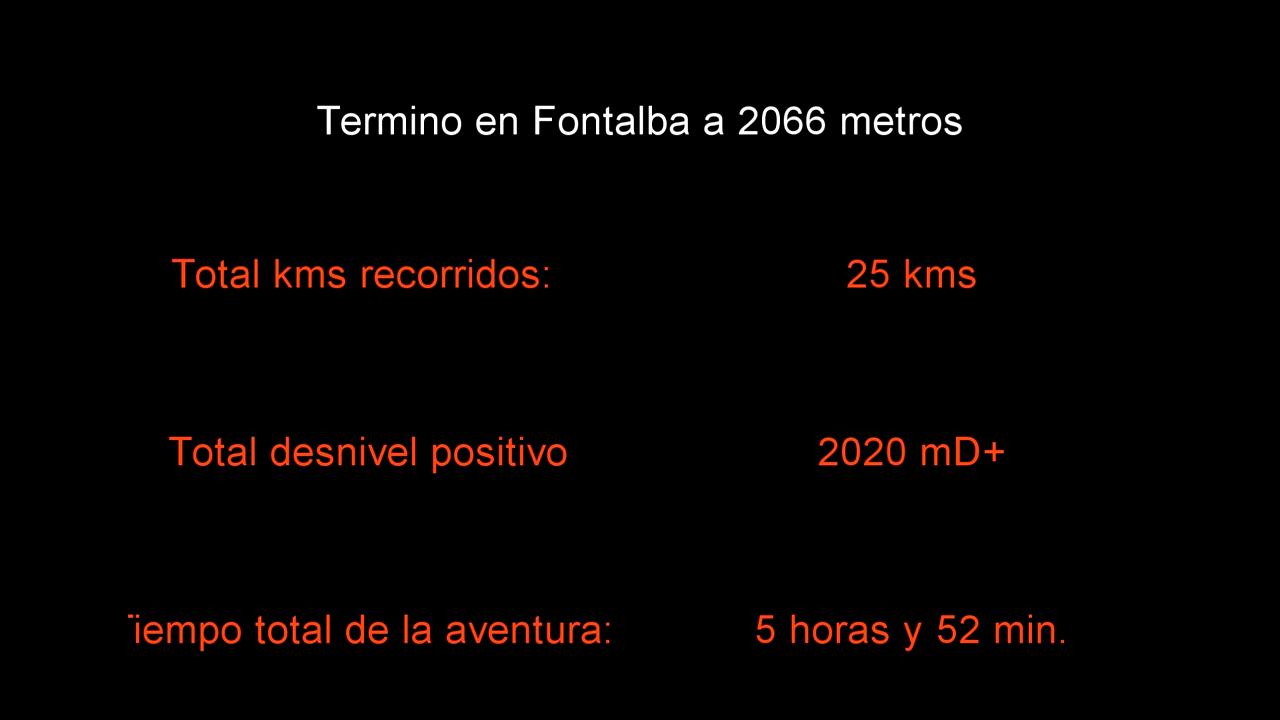 Termino en Fontalba a 2066 metros
Total kms recorridos: 25 kms
Total desnivel positivo 2020 mD+
Tiempo total de la aventura: 5 horas y 52 min.